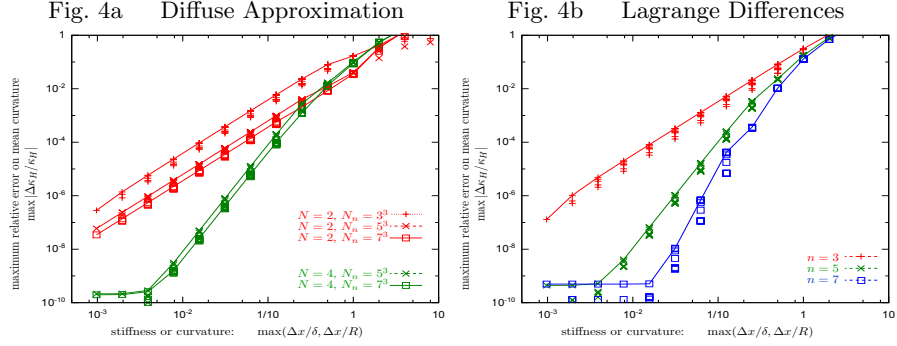 Fig. 4a Diffuse Approximation
maximum relative error on mean curvature
max |Δκ_H/κ_H|
1
10^-2
10^-4
10^-6
10^-8
10^-10
N = 2, N_n = 3^3
N = 2, N_n = 5^3
N = 2, N_n = 7^3
N = 4, N_n = 5^3
N = 4, N_n = 7^3
10^-3 10^-2 1/10 1 10
stiffness or curvature: max(Δx/δ, Δx/R)
Fig. 4b Lagrange Differences
maximum relative error on mean curvature
max |Δκ_H/κ_H|
1
10^-2
10^-4
10^-6
10^-8
10^-10
n = 3
n = 5
n = 7
10^-3 10^-2 1/10 1 10
stiffness or curvature: max(Δx/δ, Δx/R)